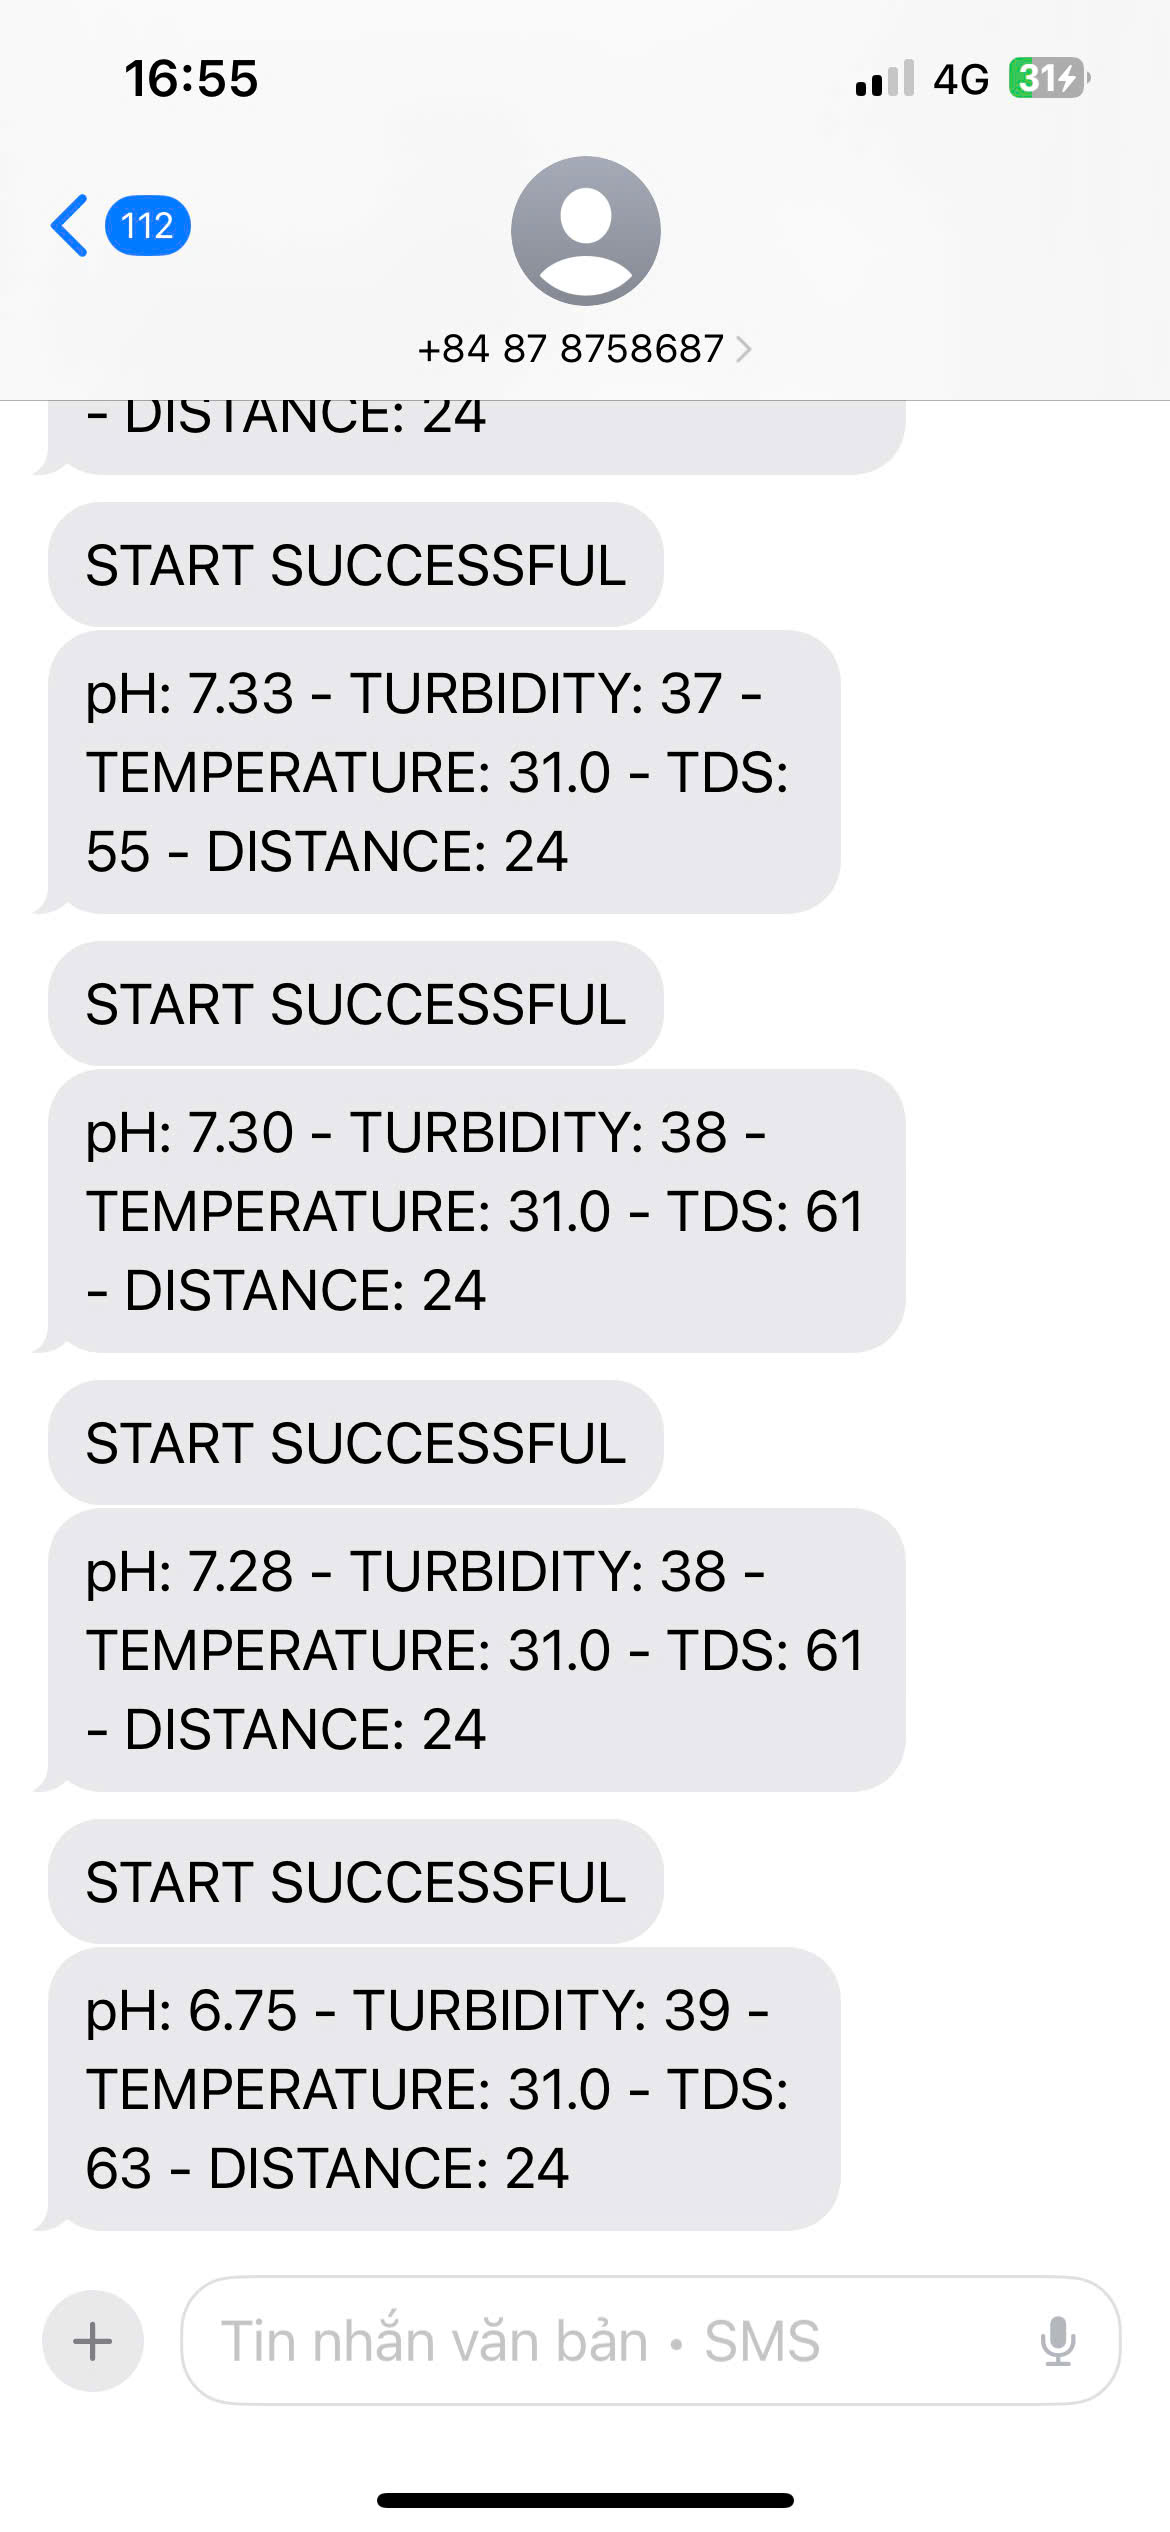 16:55
4G
31
112
+84 87 8758687
- DISTANCE: 24
START SUCCESSFUL
pH: 7.33 - TURBIDITY: 37 -
TEMPERATURE: 31.0 - TDS:
55 - DISTANCE: 24
START SUCCESSFUL
pH: 7.30 - TURBIDITY: 38 -
TEMPERATURE: 31.0 - TDS: 61
- DISTANCE: 24
START SUCCESSFUL
pH: 7.28 - TURBIDITY: 38 -
TEMPERATURE: 31.0 - TDS: 61
- DISTANCE: 24
START SUCCESSFUL
pH: 6.75 - TURBIDITY: 39 -
TEMPERATURE: 31.0 - TDS:
63 - DISTANCE: 24
Tin nhắn văn bản • SMS